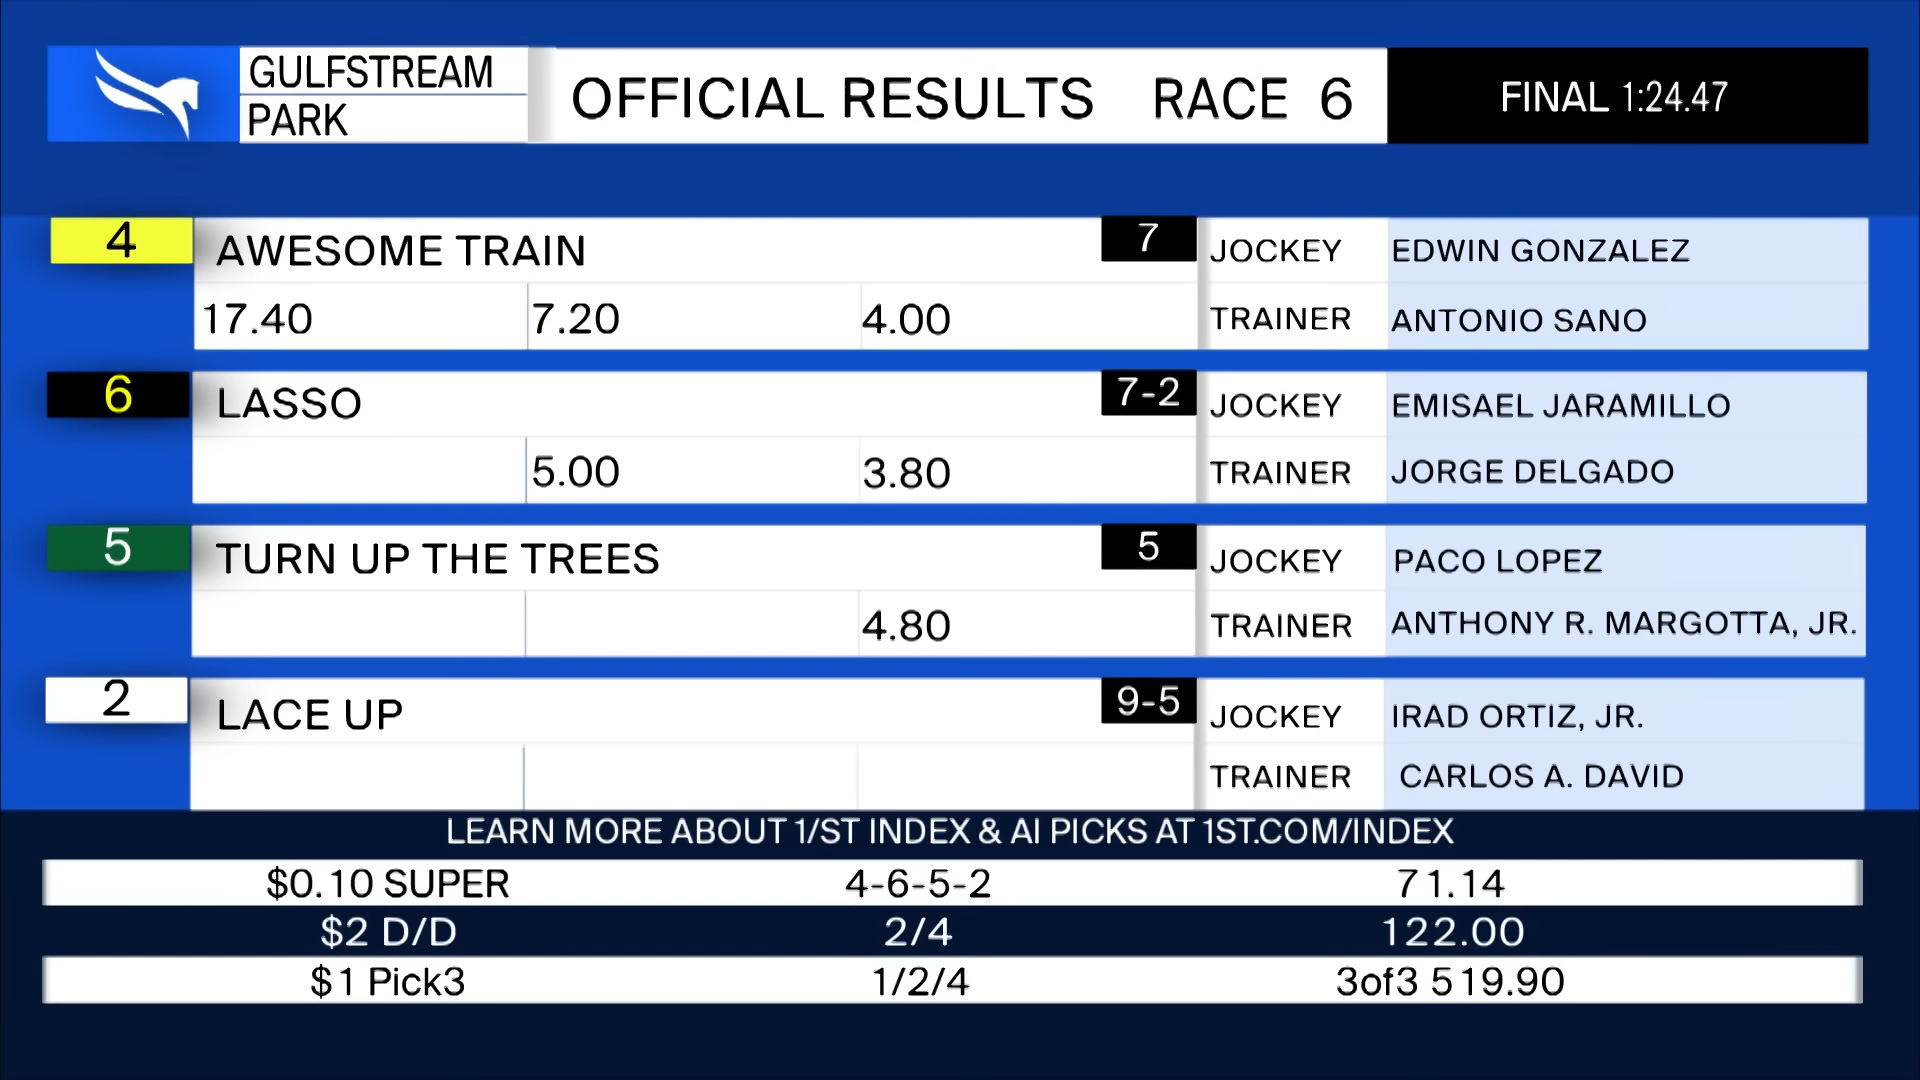 GULFSTREAM
PARK
OFFICIAL RESULTS RACE 6
FINAL 1:24.47
4 AWESOME TRAIN 7 JOCKEY EDWIN GONZALEZ
17.40 7.20 4.00 TRAINER ANTONIO SANO
6 LASSO 7-2 JOCKEY EMISAEL JARAMILLO
5.00 3.80 TRAINER JORGE DELGADO
5 TURN UP THE TREES 5 JOCKEY PACO LOPEZ
4.80 TRAINER ANTHONY R. MARGOTTA, JR.
2 LACE UP 9-5 JOCKEY IRAD ORTIZ, JR.
TRAINER CARLOS A. DAVID
LEARN MORE ABOUT 1/ST INDEX & AI PICKS AT 1ST.COM/INDEX
$0.10 SUPER 4-6-5-2 71.14
$2 D/D 2/4 122.00
$1 Pick3 1/2/4 3of3 519.90